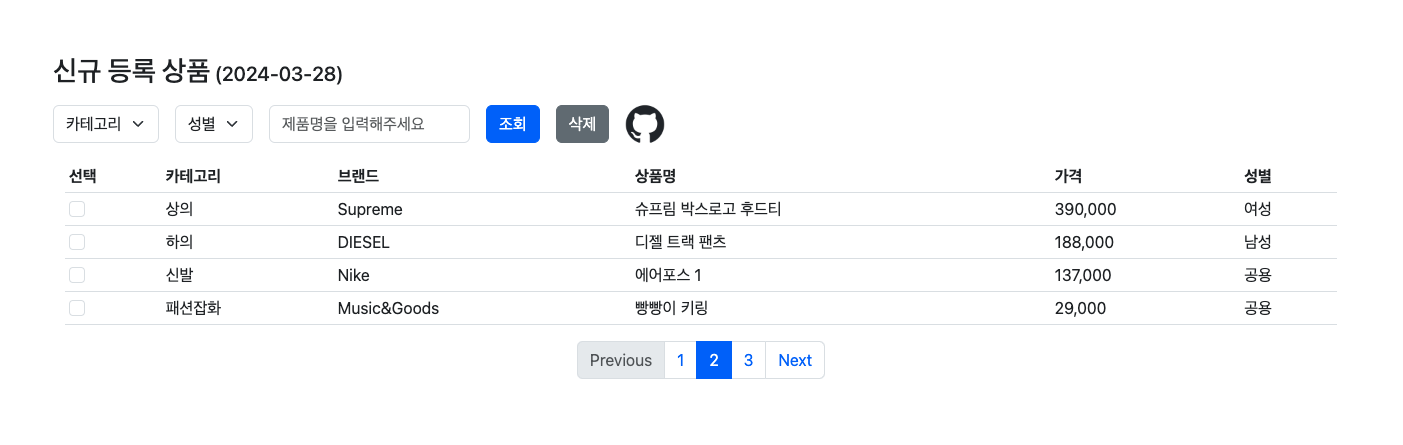 신규 등록 상품 (2024-03-28)
카테고리 성별 제품명을 입력해주세요 조회 삭제
선택 카테고리 브랜드 상품명 가격 성별
상의 Supreme 슈프림 박스로고 후드티 390,000 여성
하의 DIESEL 디젤 트랙 팬츠 188,000 남성
신발 Nike 에어포스 1 137,000 공용
패션잡화 Music&Goods 빵빵이 키링 29,000 공용
Previous 1 2 3 Next